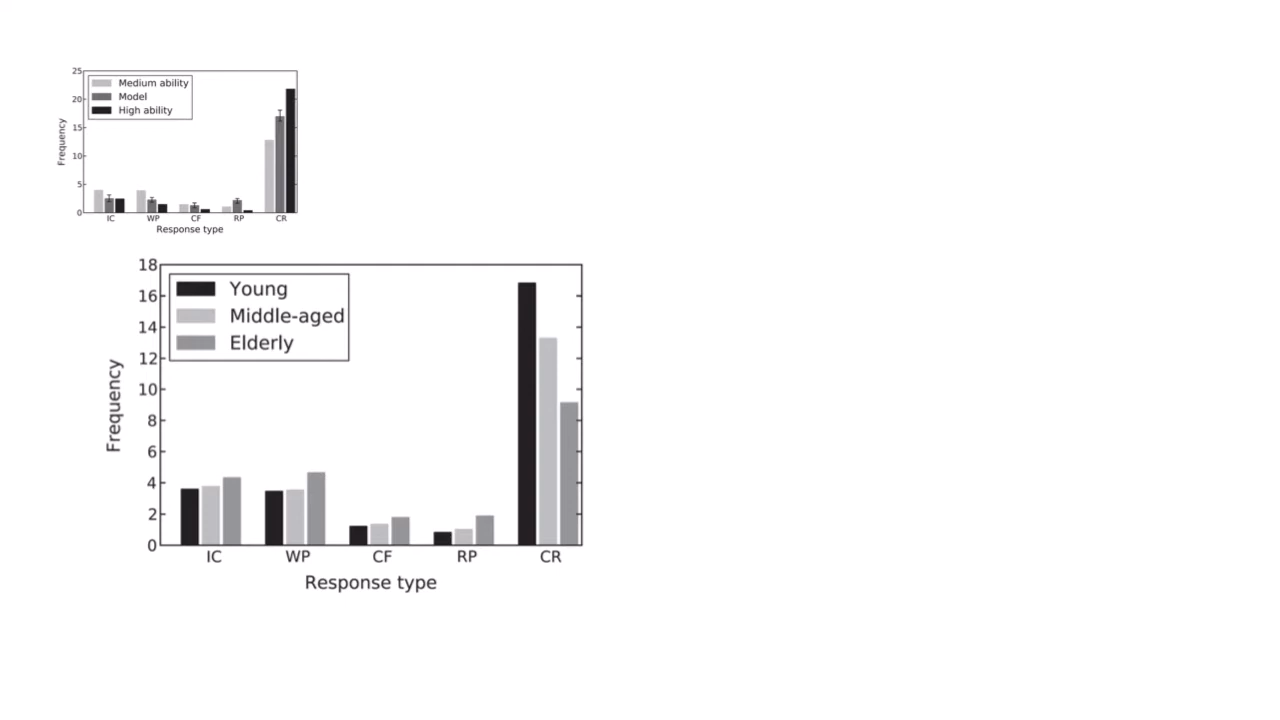 25
20
15
10
5
0
Frequency
Medium ability
Model
High ability
IC WP CF RP CR
Response type
18
16
14
12
10
8
6
4
2
0
Frequency
Young
Middle-aged
Elderly
IC WP CF RP CR
Response type